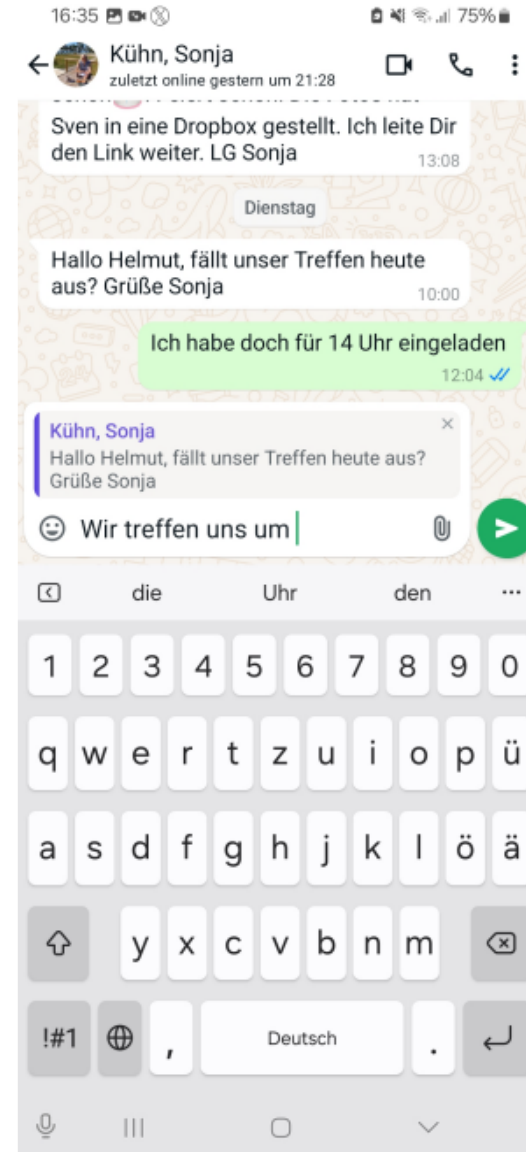 16:35 75%
Kühn, Sonja
zuletzt online gestern um 21:28
Sven in eine Dropbox gestellt. Ich leite Dir
den Link weiter. LG Sonja
13:08
Dienstag
Hallo Helmut, fällt unser Treffen heute
aus? Grüße Sonja
10:00
Ich habe doch für 14 Uhr eingeladen
12:04
Kühn, Sonja
Hallo Helmut, fällt unser Treffen heute aus?
Grüße Sonja
Wir treffen uns um
die Uhr den
1 2 3 4 5 6 7 8 9 0
q w e r t z u i o p ü
a s d f g h j k l ö ä
y x c v b n m
!#1 , Deutsch .